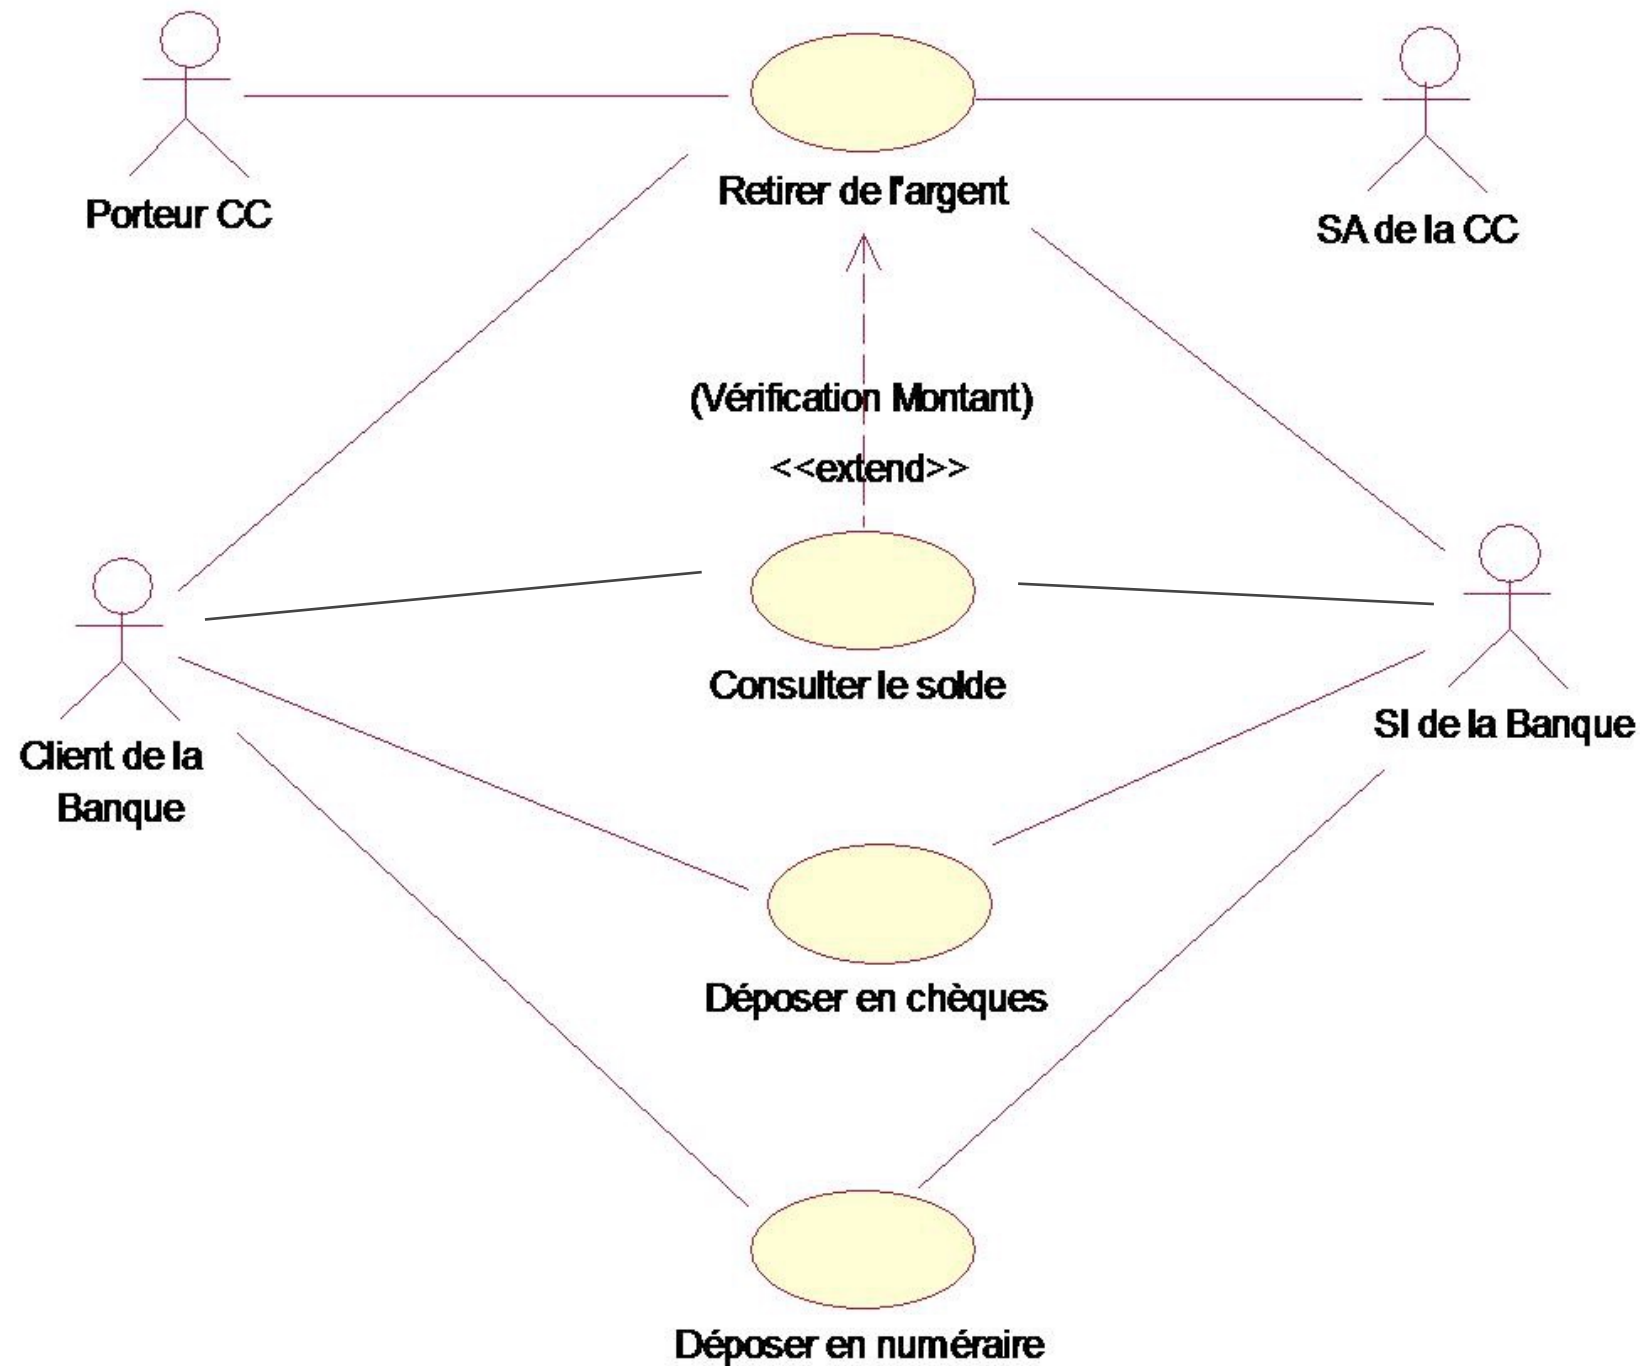 Retirer de l'argent
Porteur CC
SA de la CC
(Vérification Montant)
<<extend>>
Consulter le solde
SI de la Banque
Client de la
Banque
Déposer en chèques
Déposer en numéraire